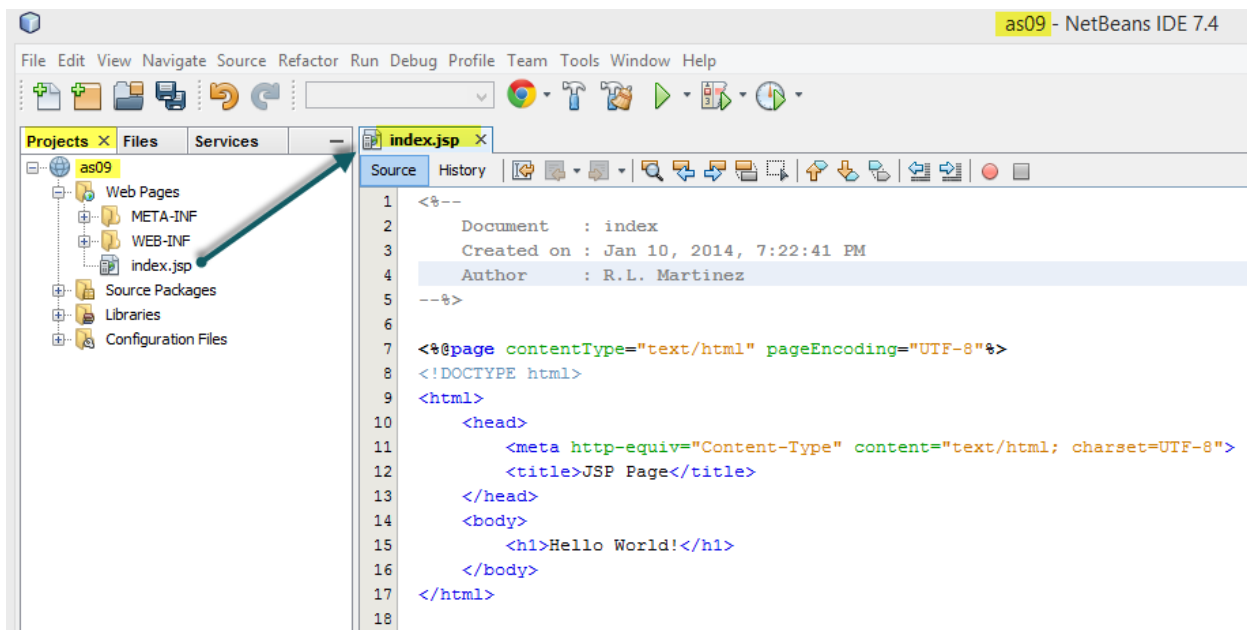 as09 - NetBeans IDE 7.4
File Edit View Navigate Source Refactor Run Debug Profile Team Tools Window Help
Projects × Files Services
as09
Web Pages
META-INF
WEB-INF
index.jsp
Source Packages
Libraries
Configuration Files
index.jsp ×
Source History
1 <%--
2 Document : index
3 Created on : Jan 10, 2014, 7:22:41 PM
4 Author : R.L. Martinez
5 --%>
6
7 <%@page contentType="text/html" pageEncoding="UTF-8"%>
8 <!DOCTYPE html>
9 <html>
10 <head>
11 <meta http-equiv="Content-Type" content="text/html; charset=UTF-8">
12 <title>JSP Page</title>
13 </head>
14 <body>
15 <h1>Hello World!</h1>
16 </body>
17 </html>
18